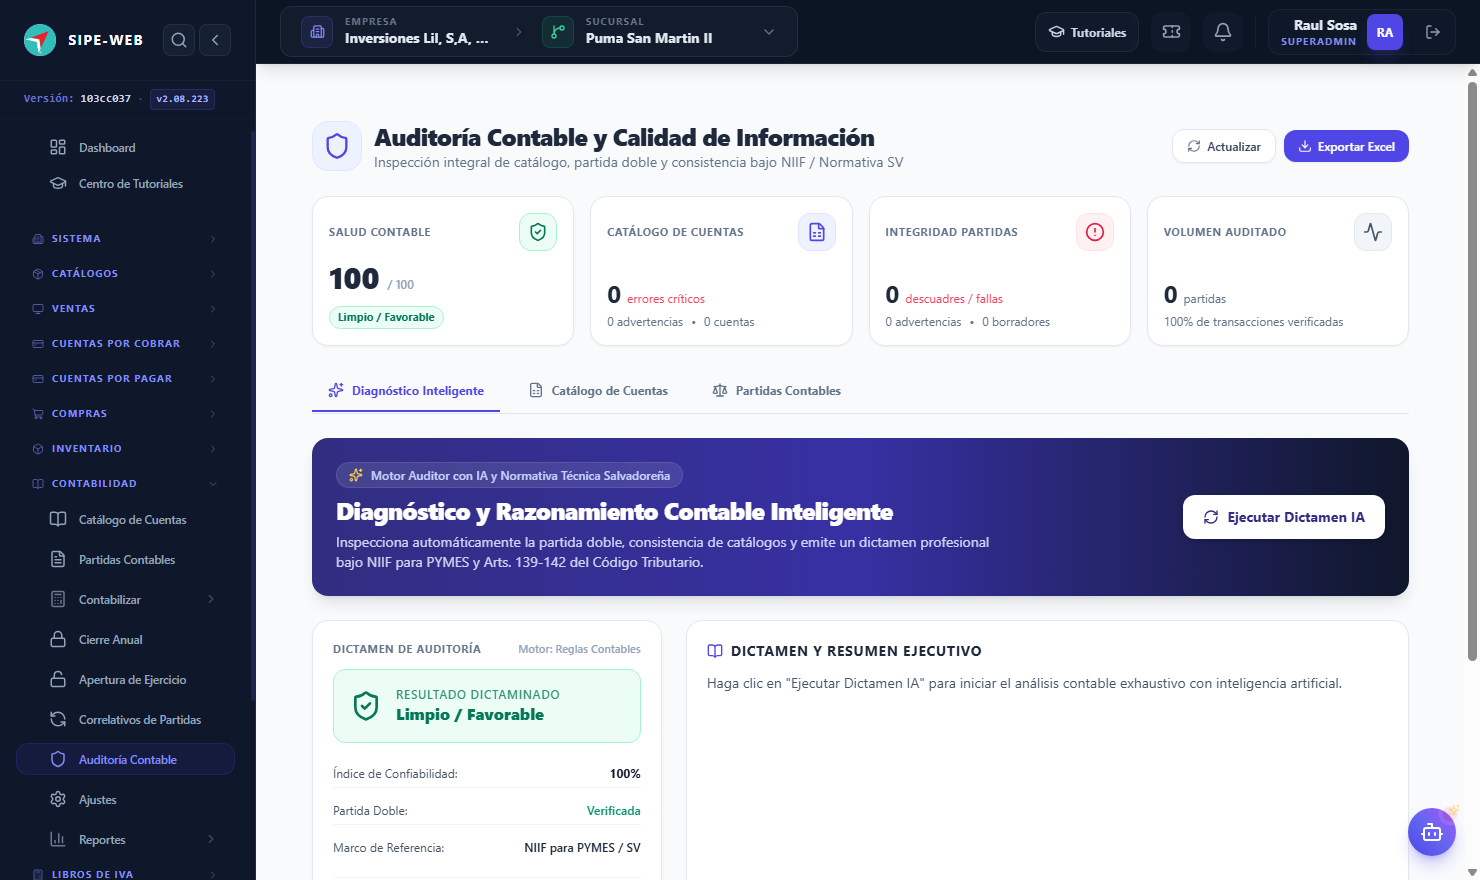 SIPE-WEB
EMPRESA
Inversiones Lil, S,A, ...
SUCURSAL
Puma San Martin II
Tutoriales
Raul Sosa
SUPERADMIN
RA
Versión: 103cc037 · v2.08.223
Dashboard
Centro de Tutoriales
SISTEMA
CATÁLOGOS
VENTAS
CUENTAS POR COBRAR
CUENTAS POR PAGAR
COMPRAS
INVENTARIO
CONTABILIDAD
Catálogo de Cuentas
Partidas Contables
Contabilizar
Cierre Anual
Apertura de Ejercicio
Correlativos de Partidas
Auditoría Contable
Ajustes
Reportes
LIBROS DE IVA
Auditoría Contable y Calidad de Información
Inspección integral de catálogo, partida doble y consistencia bajo NIIF / Normativa SV
Actualizar
Exportar Excel
SALUD CONTABLE
100 / 100
Limpio / Favorable
CATÁLOGO DE CUENTAS
0 errores críticos
0 advertencias • 0 cuentas
INTEGRIDAD PARTIDAS
0 descuadres / fallas
0 advertencias • 0 borradores
VOLUMEN AUDITADO
0 partidas
100% de transacciones verificadas
Diagnóstico Inteligente
Catálogo de Cuentas
Partidas Contables
Motor Auditor con IA y Normativa Técnica Salvadoreña
Diagnóstico y Razonamiento Contable Inteligente
Inspecciona automáticamente la partida doble, consistencia de catálogos y emite un dictamen profesional
bajo NIIF para PYMES y Arts. 139-142 del Código Tributario.
Ejecutar Dictamen IA
DICTAMEN DE AUDITORÍA
Motor: Reglas Contables
RESULTADO DICTAMINADO
Limpio / Favorable
Índice de Confiabilidad: 100%
Partida Doble: Verificada
Marco de Referencia: NIIF para PYMES / SV
DICTAMEN Y RESUMEN EJECUTIVO
Haga clic en "Ejecutar Dictamen IA" para iniciar el análisis contable exhaustivo con inteligencia artificial.